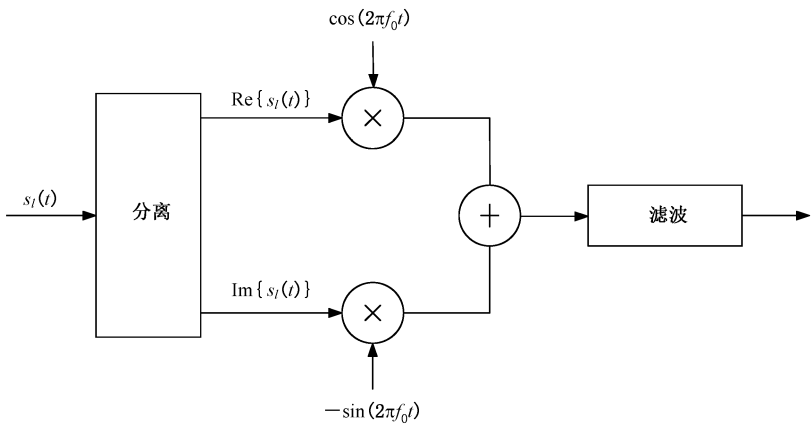 cos(2πf₀t)
Re{sₗ(t)}
×
sₗ(t)
分离
+
滤波
Im{sₗ(t)}
×
−sin(2πf₀t)